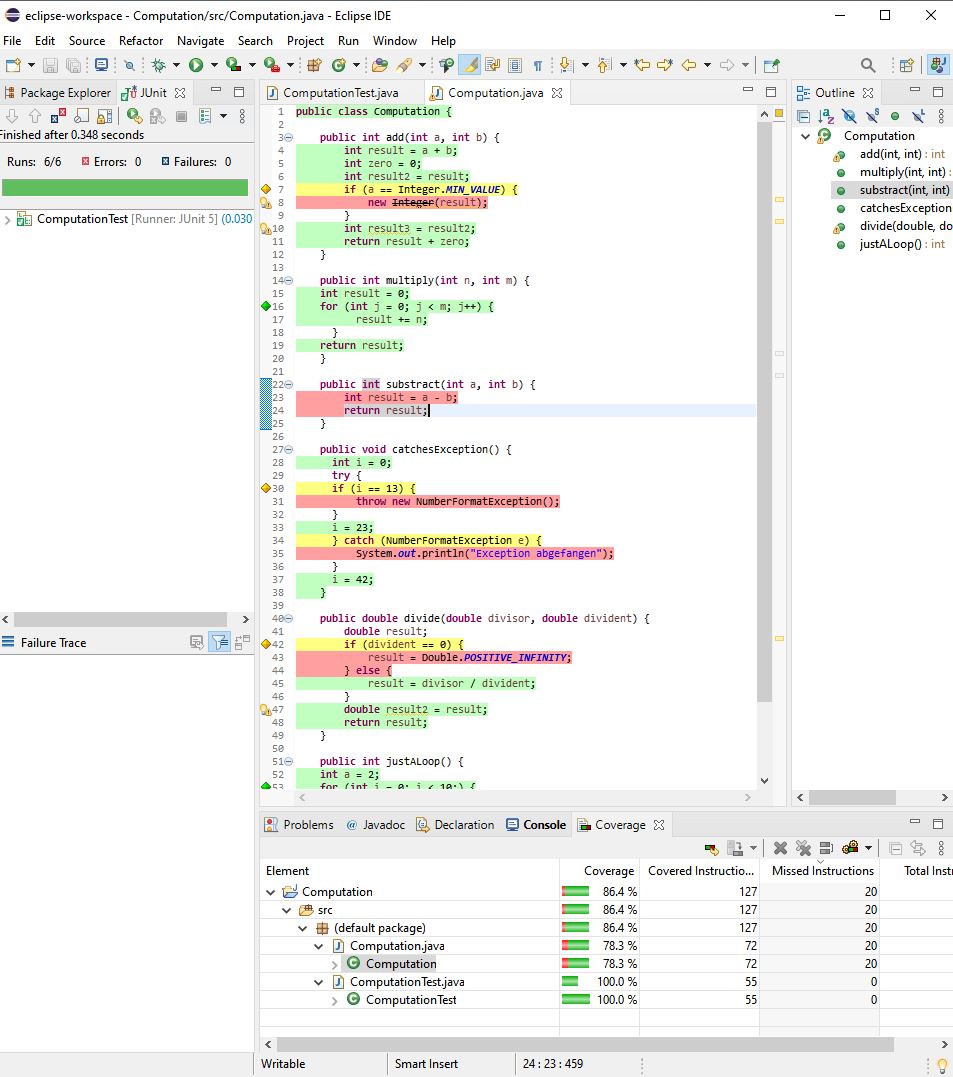 eclipse-workspace - Computation/src/Computation.java - Eclipse IDE
File Edit Source Refactor Navigate Search Project Run Window Help
Package Explorer JUnit
Finished after 0.348 seconds
Runs: 6/6 Errors: 0 Failures: 0
ComputationTest [Runner: JUnit 5] (0.030
Failure Trace
ComputationTest.java Computation.java
1 public class Computation {
2
3 public int add(int a, int b) {
4 int result = a + b;
5 int zero = 0;
6 int result2 = result;
7 if (a == Integer.MIN_VALUE) {
8 new Integer(result);
9 }
10 int result3 = result2;
11 return result + zero;
12 }
13
14 public int multiply(int n, int m) {
15 int result = 0;
16 for (int j = 0; j < m; j++) {
17 result += n;
18 }
19 return result;
20 }
21
22 public int substract(int a, int b) {
23 int result = a - b;
24 return result;
25 }
26
27 public void catchesException() {
28 int i = 0;
29 try {
30 if (i == 13) {
31 throw new NumberFormatException();
32 }
33 i = 23;
34 } catch (NumberFormatException e) {
35 System.out.println("Exception abgefangen");
36 }
37 i = 42;
38 }
39
40 public double divide(double divisor, double divident) {
41 double result;
42 if (divident == 0) {
43 result = Double.POSITIVE_INFINITY;
44 } else {
45 result = divisor / divident;
46 }
47 double result2 = result;
48 return result;
49 }
50
51 public int justALoop() {
52 int a = 2;
53 for (int i = 0; i < 10;) {
Outline
Computation
add(int, int) : int
multiply(int, int) :
substract(int, int)
catchesException
divide(double, do
justALoop() : int
Problems Javadoc Declaration Console Coverage
Element Coverage Covered Instructio... Missed Instructions Total Instr
Computation 86.4 % 127 20
src 86.4 % 127 20
(default package) 86.4 % 127 20
Computation.java 78.3 % 72 20
Computation 78.3 % 72 20
ComputationTest.java 100.0 % 55 0
ComputationTest 100.0 % 55 0
Writable Smart Insert 24 : 23 : 459